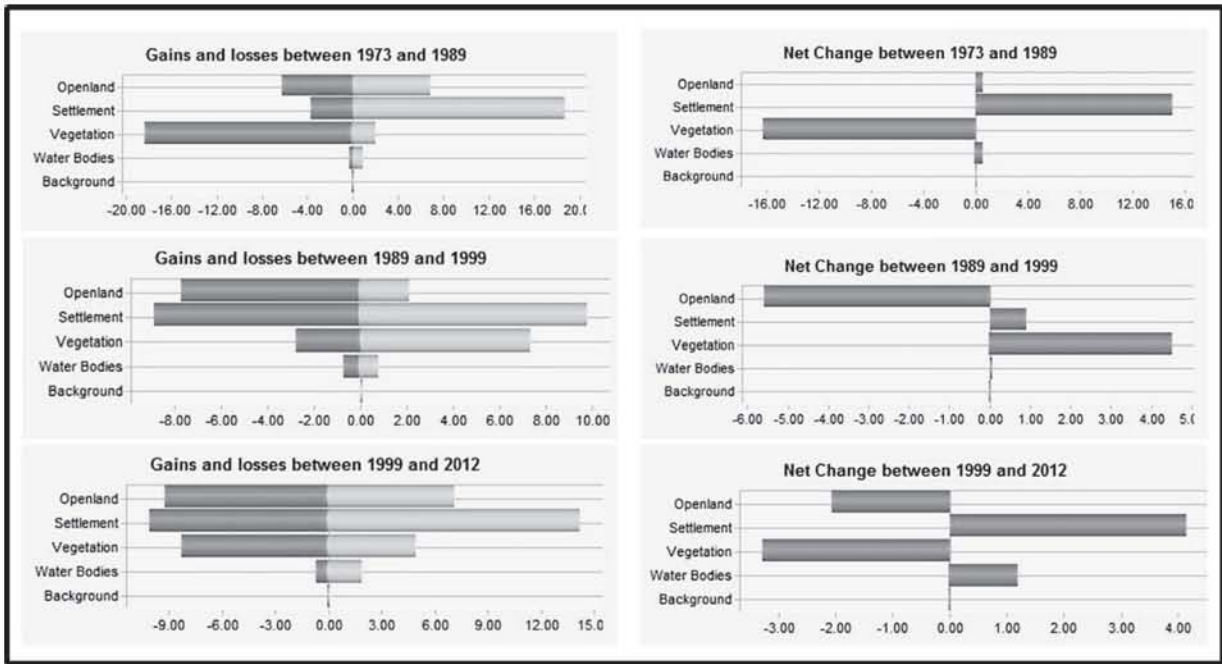 Gains and losses between 1973 and 1989
Openland
Settlement
Vegetation
Water Bodies
Background
-20.00 -16.00 -12.00 -8.00 -4.00 0.00 4.00 8.00 12.00 16.00 20.0
Net Change between 1973 and 1989
Openland
Settlement
Vegetation
Water Bodies
Background
-16.00 -12.00 -8.00 -4.00 0.00 4.00 8.00 12.00 16.0
Gains and losses between 1989 and 1999
Openland
Settlement
Vegetation
Water Bodies
Background
-8.00 -6.00 -4.00 -2.00 0.00 2.00 4.00 6.00 8.00 10.00
Net Change between 1989 and 1999
Openland
Settlement
Vegetation
Water Bodies
Background
-6.00 -5.00 -4.00 -3.00 -2.00 -1.00 0.00 1.00 2.00 3.00 4.00 5.0
Gains and losses between 1999 and 2012
Openland
Settlement
Vegetation
Water Bodies
Background
-9.00 -6.00 -3.00 0.00 3.00 6.00 9.00 12.00 15.0
Net Change between 1999 and 2012
Openland
Settlement
Vegetation
Water Bodies
Background
-3.00 -2.00 -1.00 0.00 1.00 2.00 3.00 4.00